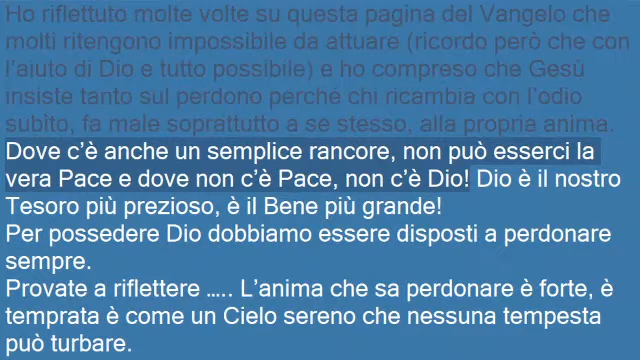 Ho riflettuto molte volte su questa pagina del Vangelo che
molti ritengono impossibile da attuare (ricordo però che con
l’aiuto di Dio e tutto possibile) e ho compreso che Gesù
insiste tanto sul perdono perché chi ricambia con l’odio
subito, fa male soprattutto a se stesso, alla propria anima.
Dove c’è anche un semplice rancore, non può esserci la
vera Pace e dove non c’è Pace, non c’è Dio! Dio è il nostro
Tesoro più prezioso, è il Bene più grande!
Per possedere Dio dobbiamo essere disposti a perdonare
sempre.
Provate a riflettere ….. L’anima che sa perdonare è forte, è
temprata è come un Cielo sereno che nessuna tempesta
può turbare.